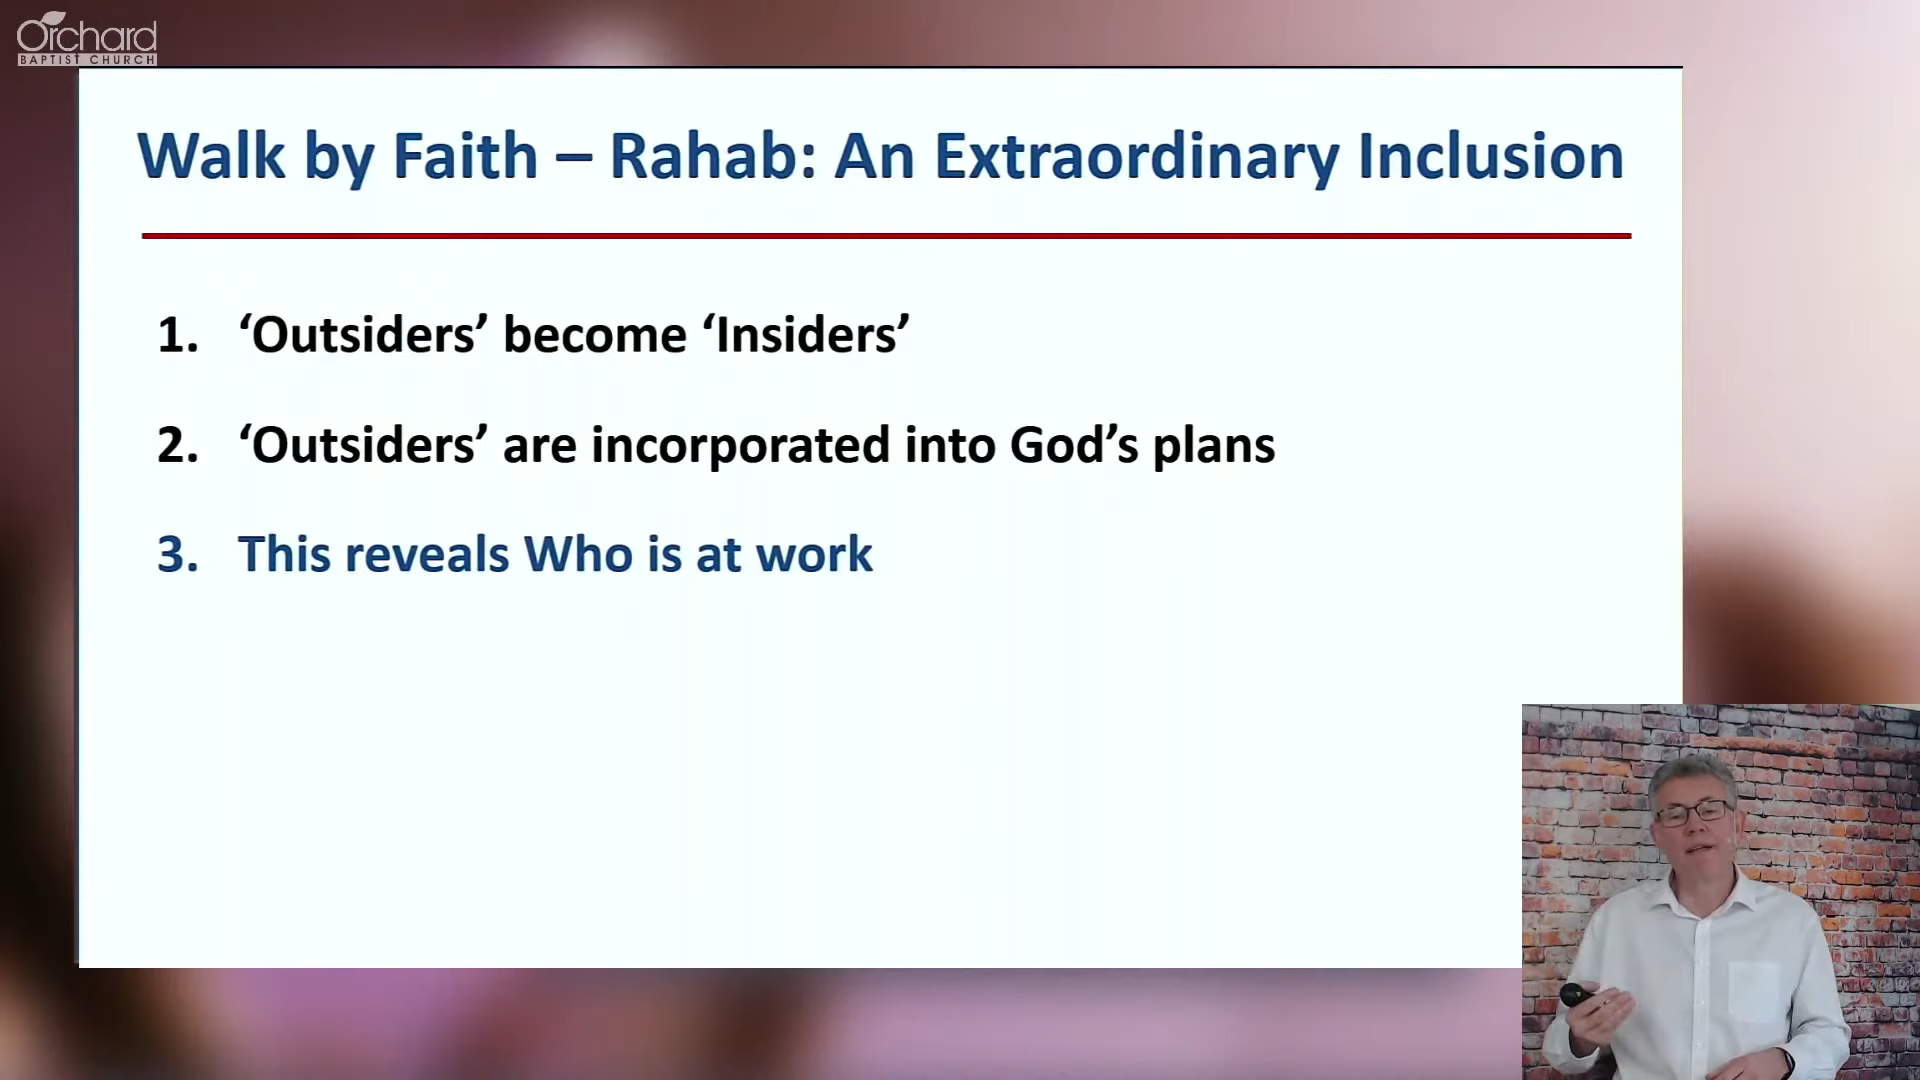 Orchard
BAPTIST CHURCH
Walk by Faith – Rahab: An Extraordinary Inclusion
1. ‘Outsiders’ become ‘Insiders’
2. ‘Outsiders’ are incorporated into God’s plans
3. This reveals Who is at work